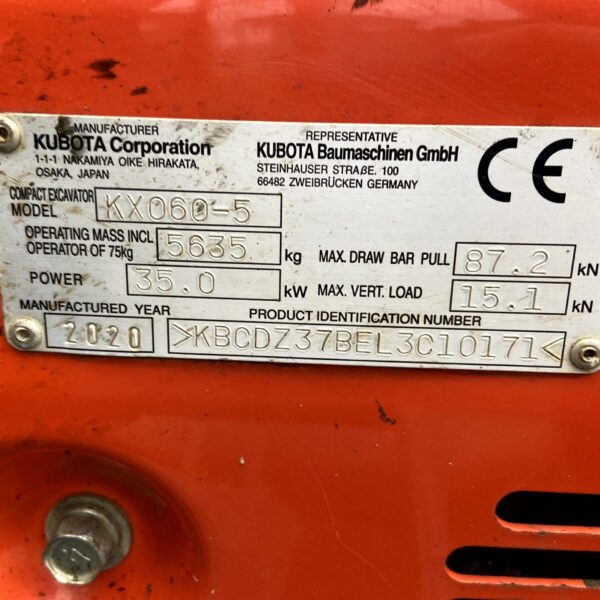 MANUFACTURER
KUBOTA Corporation
1-1-1 NAKAMIYA OIKE HIRAKATA,
OSAKA, JAPAN
REPRESENTATIVE
KUBOTA Baumaschinen GmbH
STEINHAUSER STRAßE. 100
66482 ZWEIBRÜCKEN GERMANY
CE
COMPACT EXCAVATOR
MODEL KX060-5
OPERATING MASS INCL
OPERATOR OF 75kg 5635 kg
MAX. DRAW BAR PULL 87.2 kN
POWER 35.0 kW
MAX. VERT. LOAD 15.1 kN
MANUFACTURED YEAR
2020
PRODUCT IDENTIFICATION NUMBER
>KBCDZ37BEL3C10171<